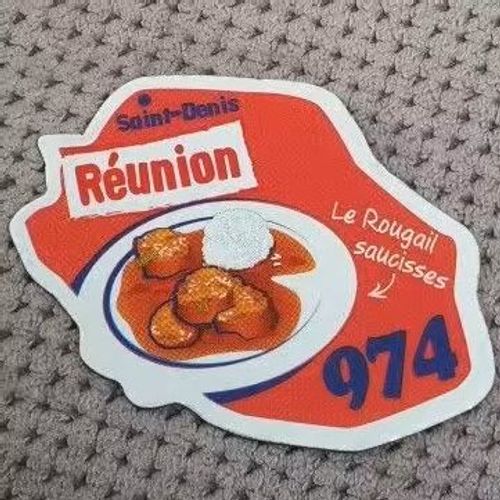 Saint-Denis
Réunion
Le Rougail
saucisses
974